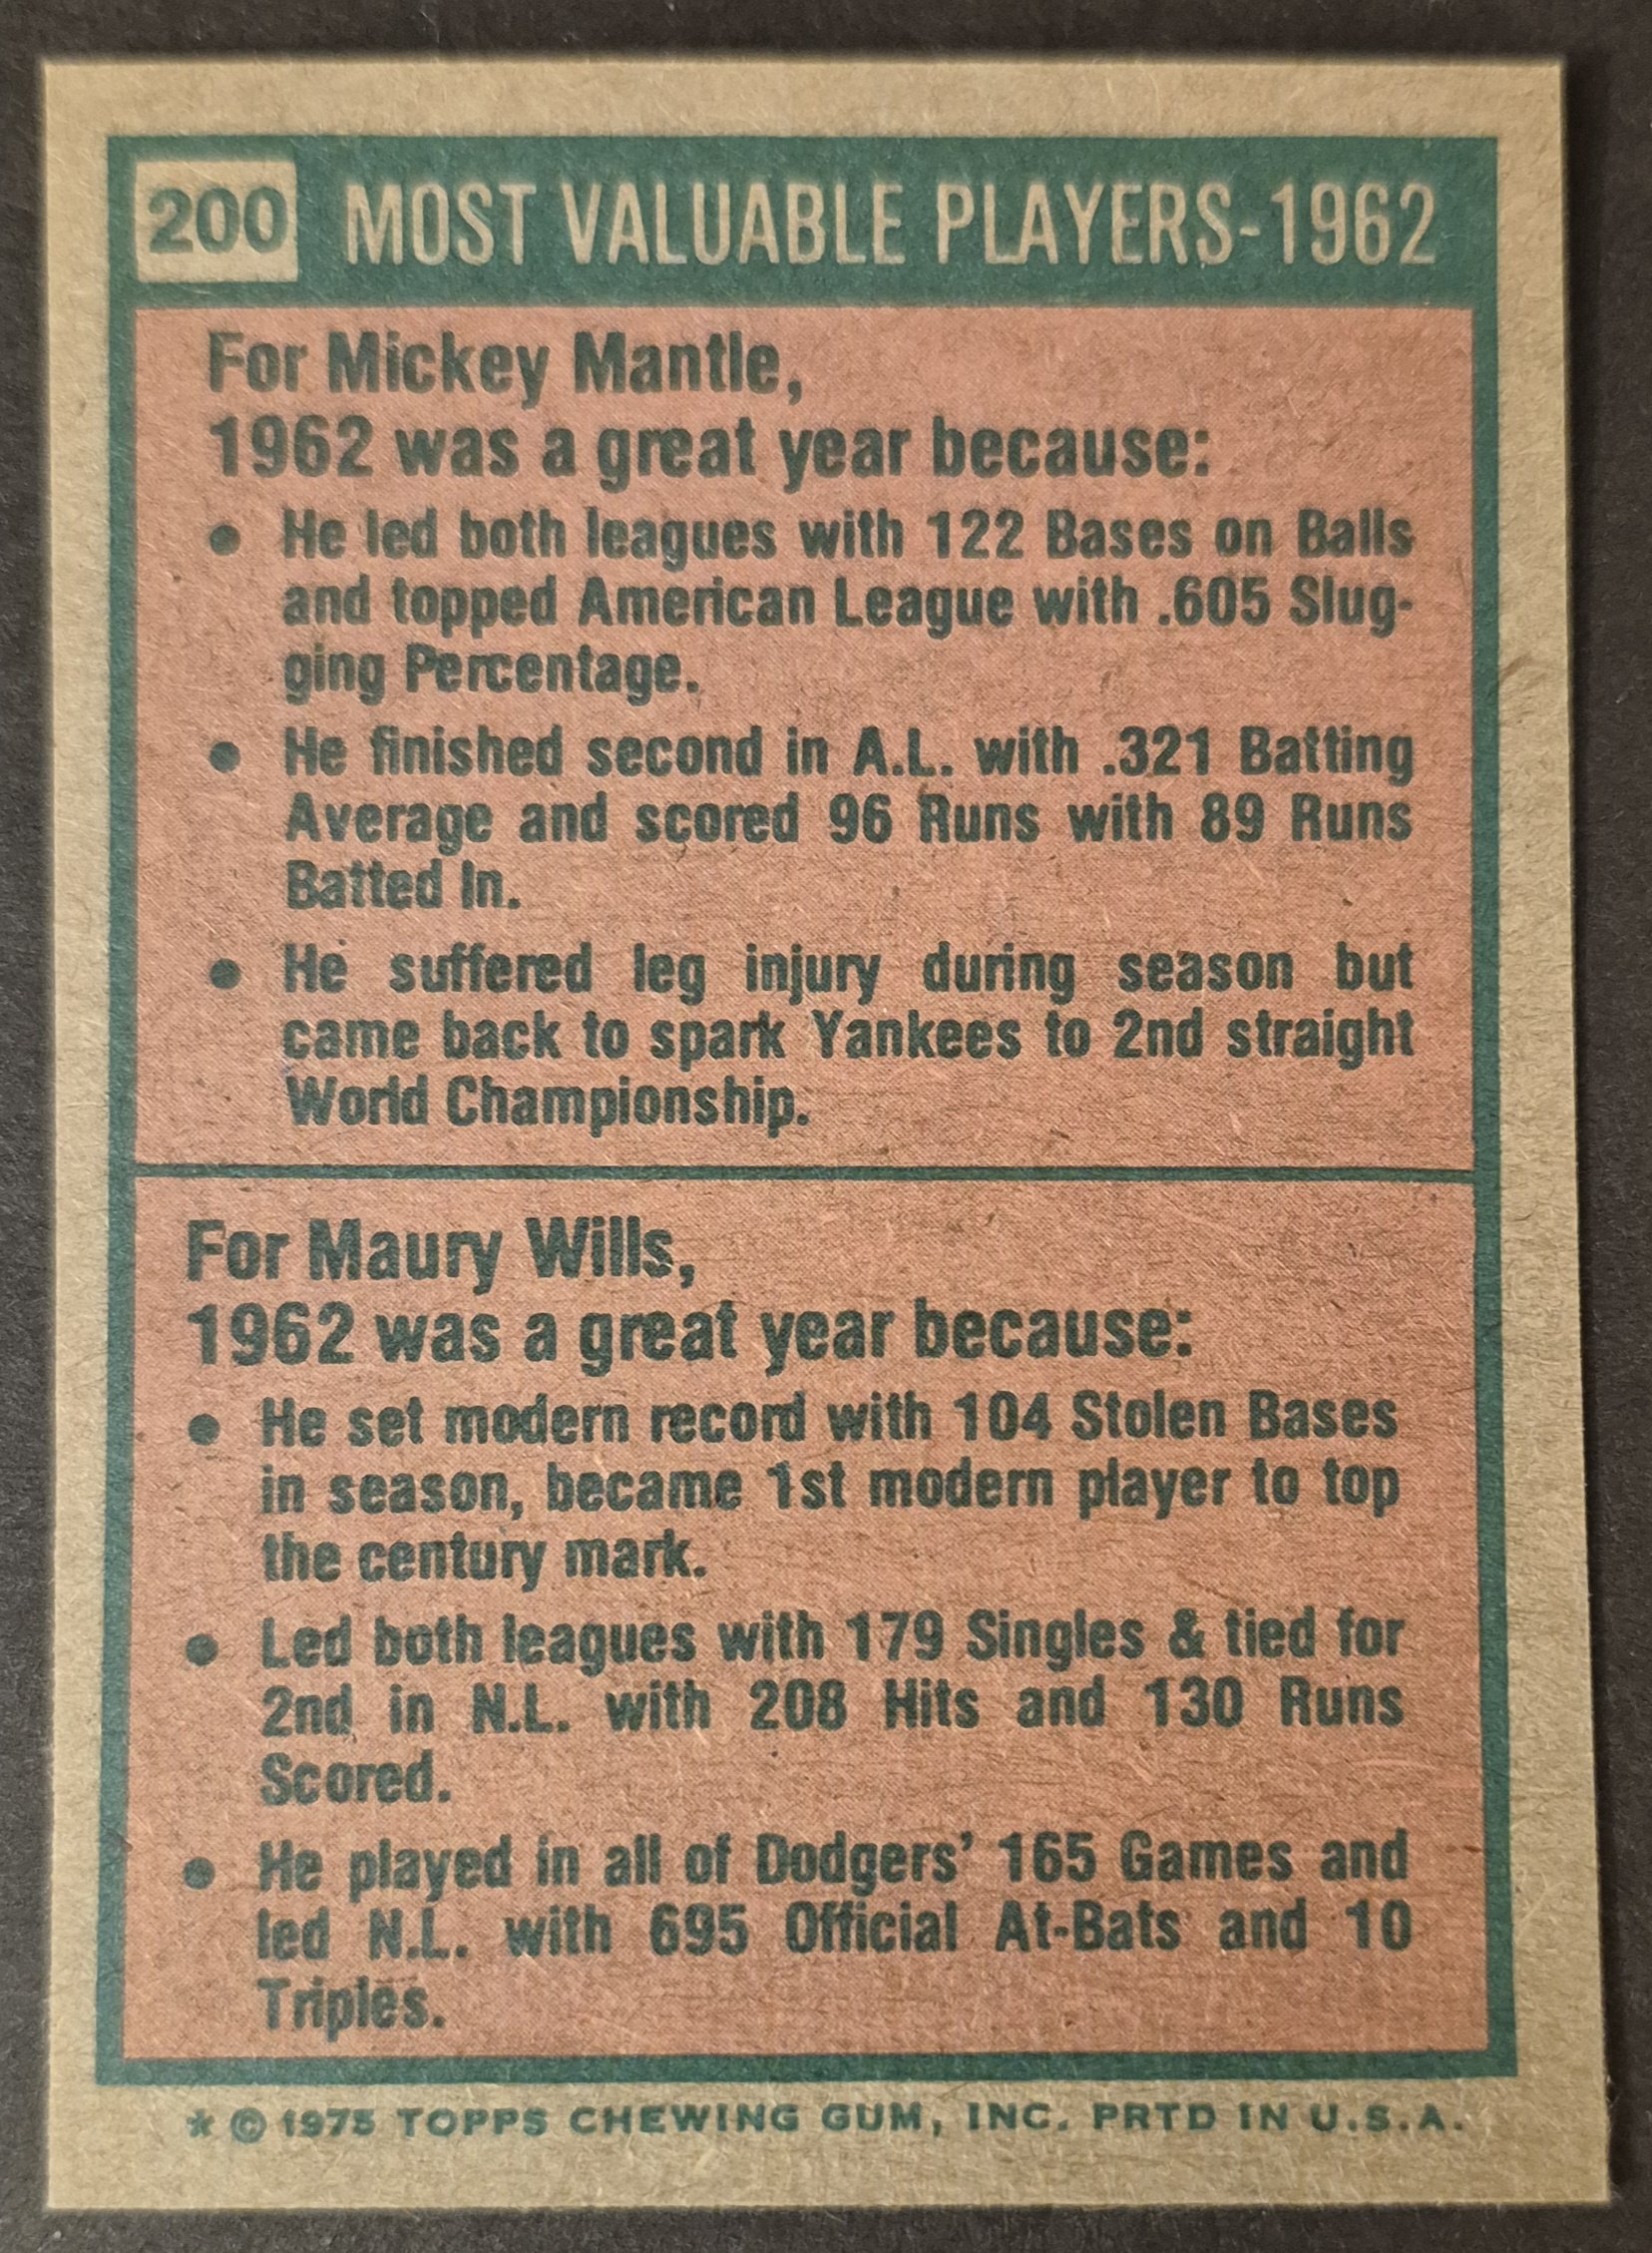 200 MOST VALUABLE PLAYERS-1962
For Mickey Mantle,
1962 was a great year because:
● He led both leagues with 122 Bases on Balls
and topped American League with .605 Slug-
ging Percentage.
● He finished second in A.L. with .321 Batting
Average and scored 96 Runs with 89 Runs
Batted In.
● He suffered leg injury during season but
came back to spark Yankees to 2nd straight
World Championship.
For Maury Wills,
1962 was a great year because:
● He set modern record with 104 Stolen Bases
in season, became 1st modern player to top
the century mark.
● Led both leagues with 179 Singles & tied for
2nd in N.L. with 208 Hits and 130 Runs
Scored.
● He played in all of Dodgers' 165 Games and
led N.L. with 695 Official At-Bats and 10
Triples.
* © 1975 TOPPS CHEWING GUM, INC. PRTD IN U.S.A.